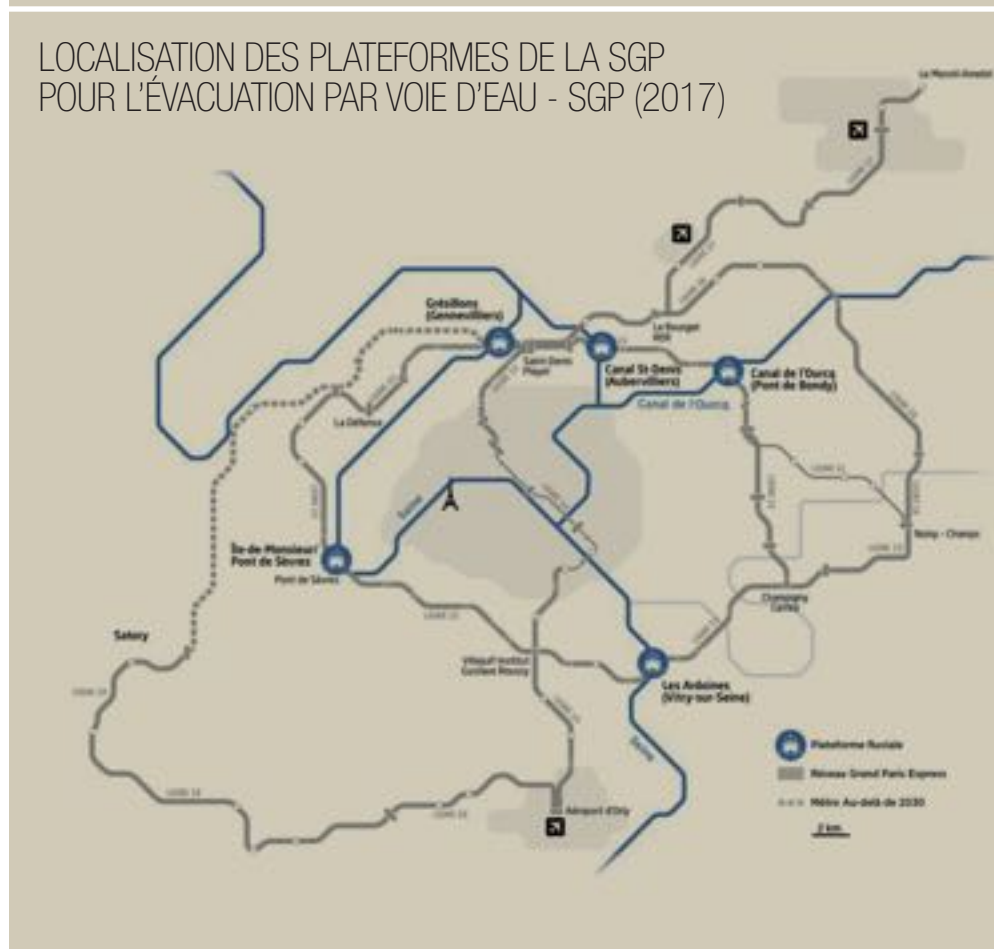 LOCALISATION DES PLATEFORMES DE LA SGP
POUR L'ÉVACUATION PAR VOIE D'EAU - SGP (2017)
Le Mesnil-Amelot
Grésillons
(Gennevilliers)
Le Bourget
RER
Saint-Denis
Pleyel
Canal St-Denis
(Aubervilliers)
Canal de l'Ourcq
(Pont de Bondy)
Canal de l'Ourcq
La Défense
Seine
Noisy - Champs
Île-de-Monsieur/
Pont de Sèvres
Pont de Sèvres
Champigny
Centre
Satory
Villejuif Institut
Gustave Roussy
Les Ardoines
(Vitry-sur-Seine)
Seine
Plateforme fluviale
Réseau Grand Paris Express
Métro Au-delà de 2030
2 km
Aéroport d'Orly